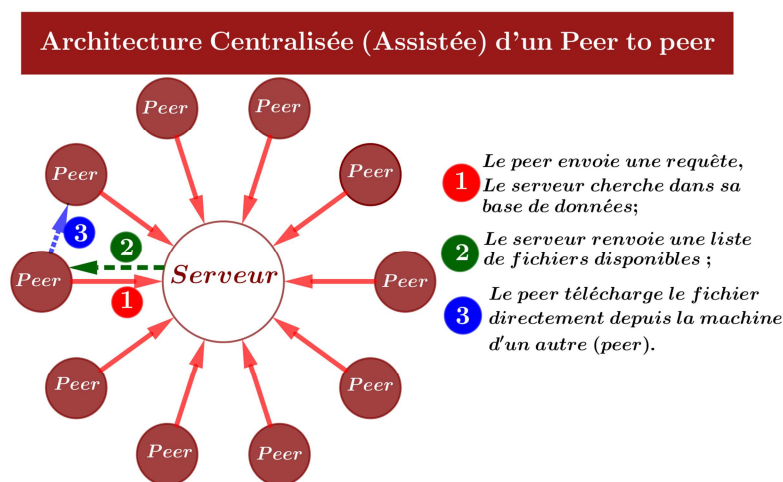 Architecture Centralisée (Assistée) d'un Peer to peer
Peer
Peer
Peer
Peer
Peer
Serveur
Peer
Peer
Peer
Peer
Peer
3
2
1
1
Le peer envoie une requête,
Le serveur cherche dans sa
base de données;
2
Le serveur renvoie une liste
de fichiers disponibles ;
3
Le peer télécharge le fichier
directement depuis la machine
d'un autre (peer).